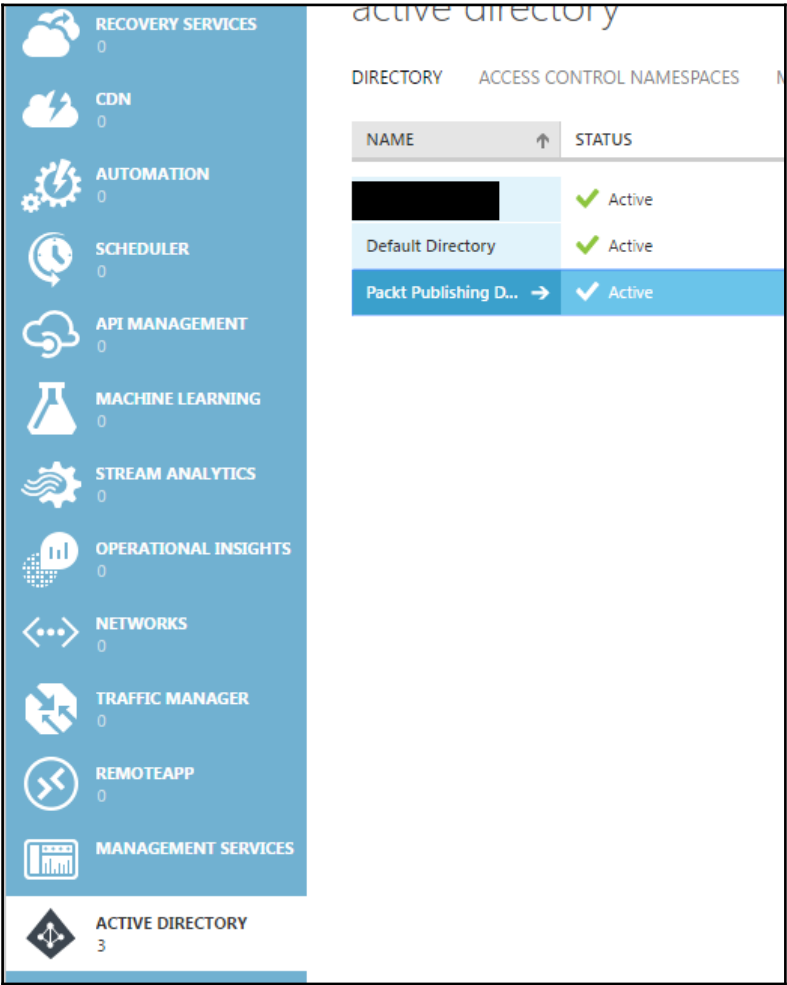 RECOVERY SERVICES
0
CDN
0
AUTOMATION
0
SCHEDULER
0
API MANAGEMENT
0
MACHINE LEARNING
0
STREAM ANALYTICS
0
OPERATIONAL INSIGHTS
0
NETWORKS
0
TRAFFIC MANAGER
0
REMOTEAPP
0
MANAGEMENT SERVICES
ACTIVE DIRECTORY
3
active directory
DIRECTORY ACCESS CONTROL NAMESPACES
NAME STATUS
Active
Default Directory Active
Packt Publishing D... Active